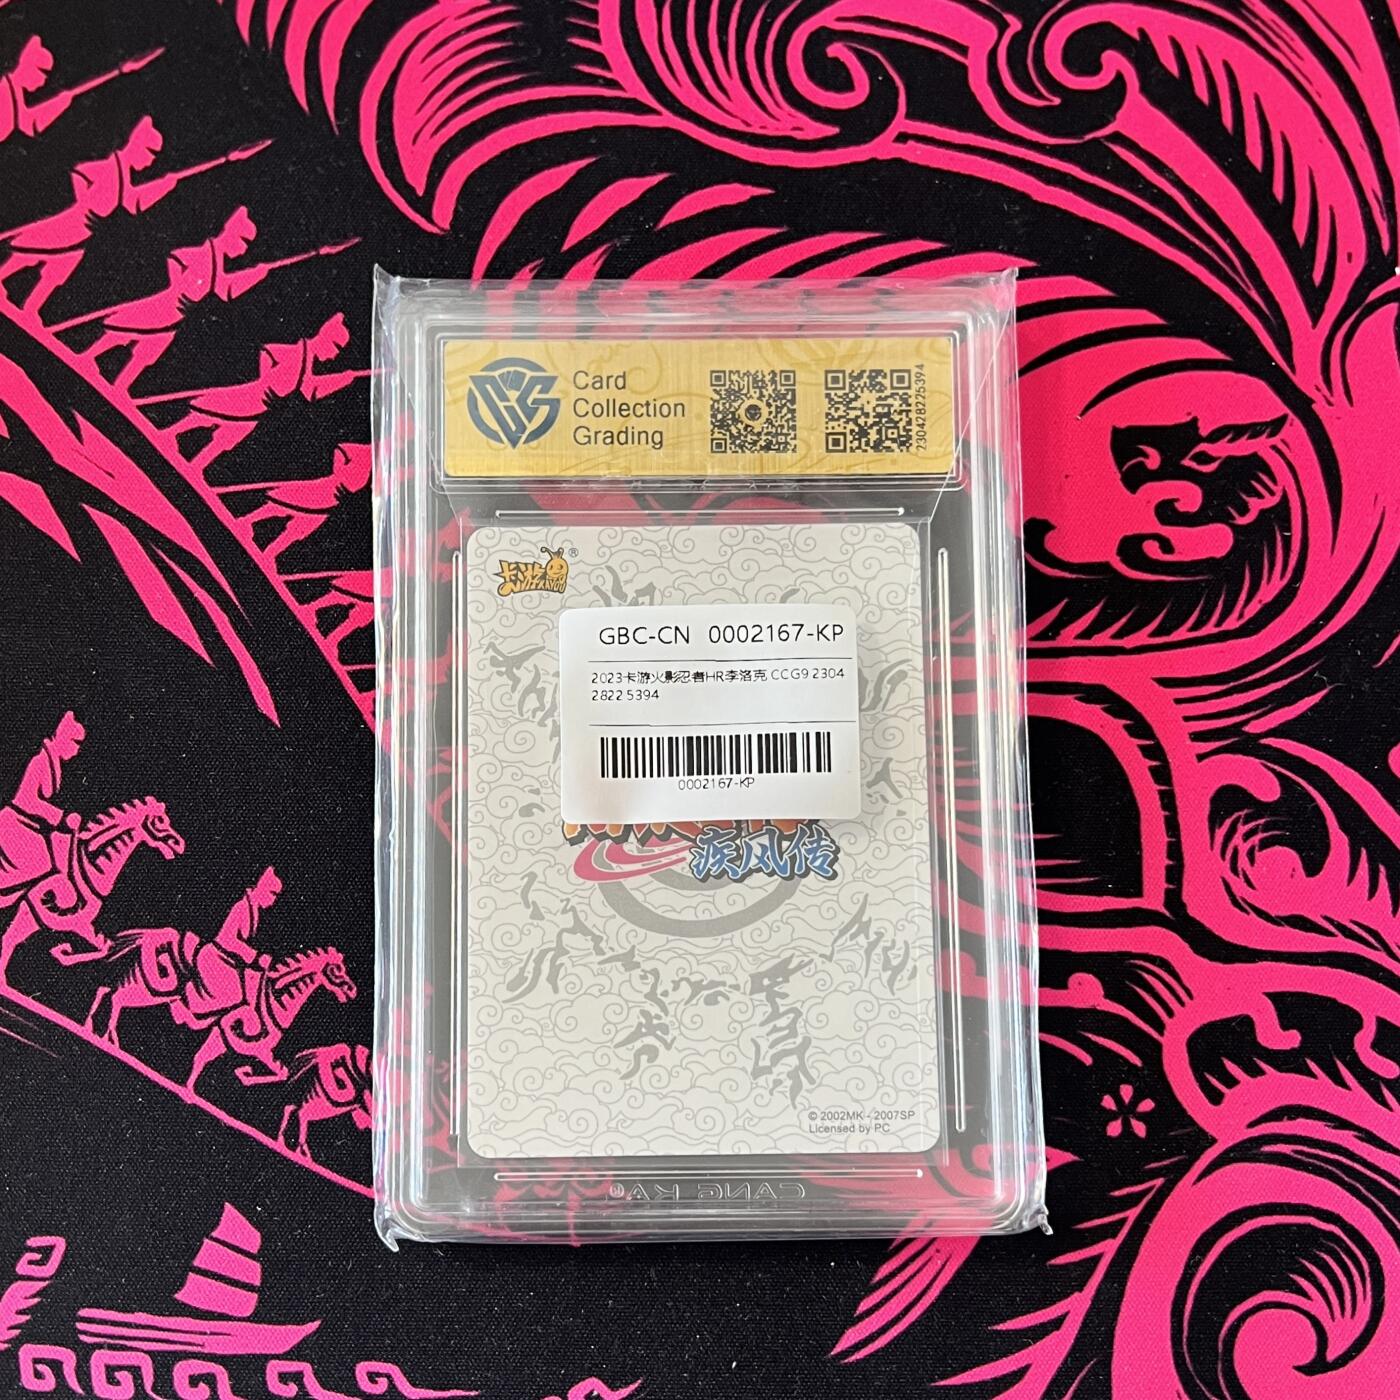 Card
Collection
Grading
230428225394
卡游
®
KAYOU
GBC-CN 0002167-KP
2023卡游火影忍者HR李洛克 CCG9 2304
28225394
0002167-KP
疾风传
© 2002MK - 2007SP
Licensed by PC
CANG KA®